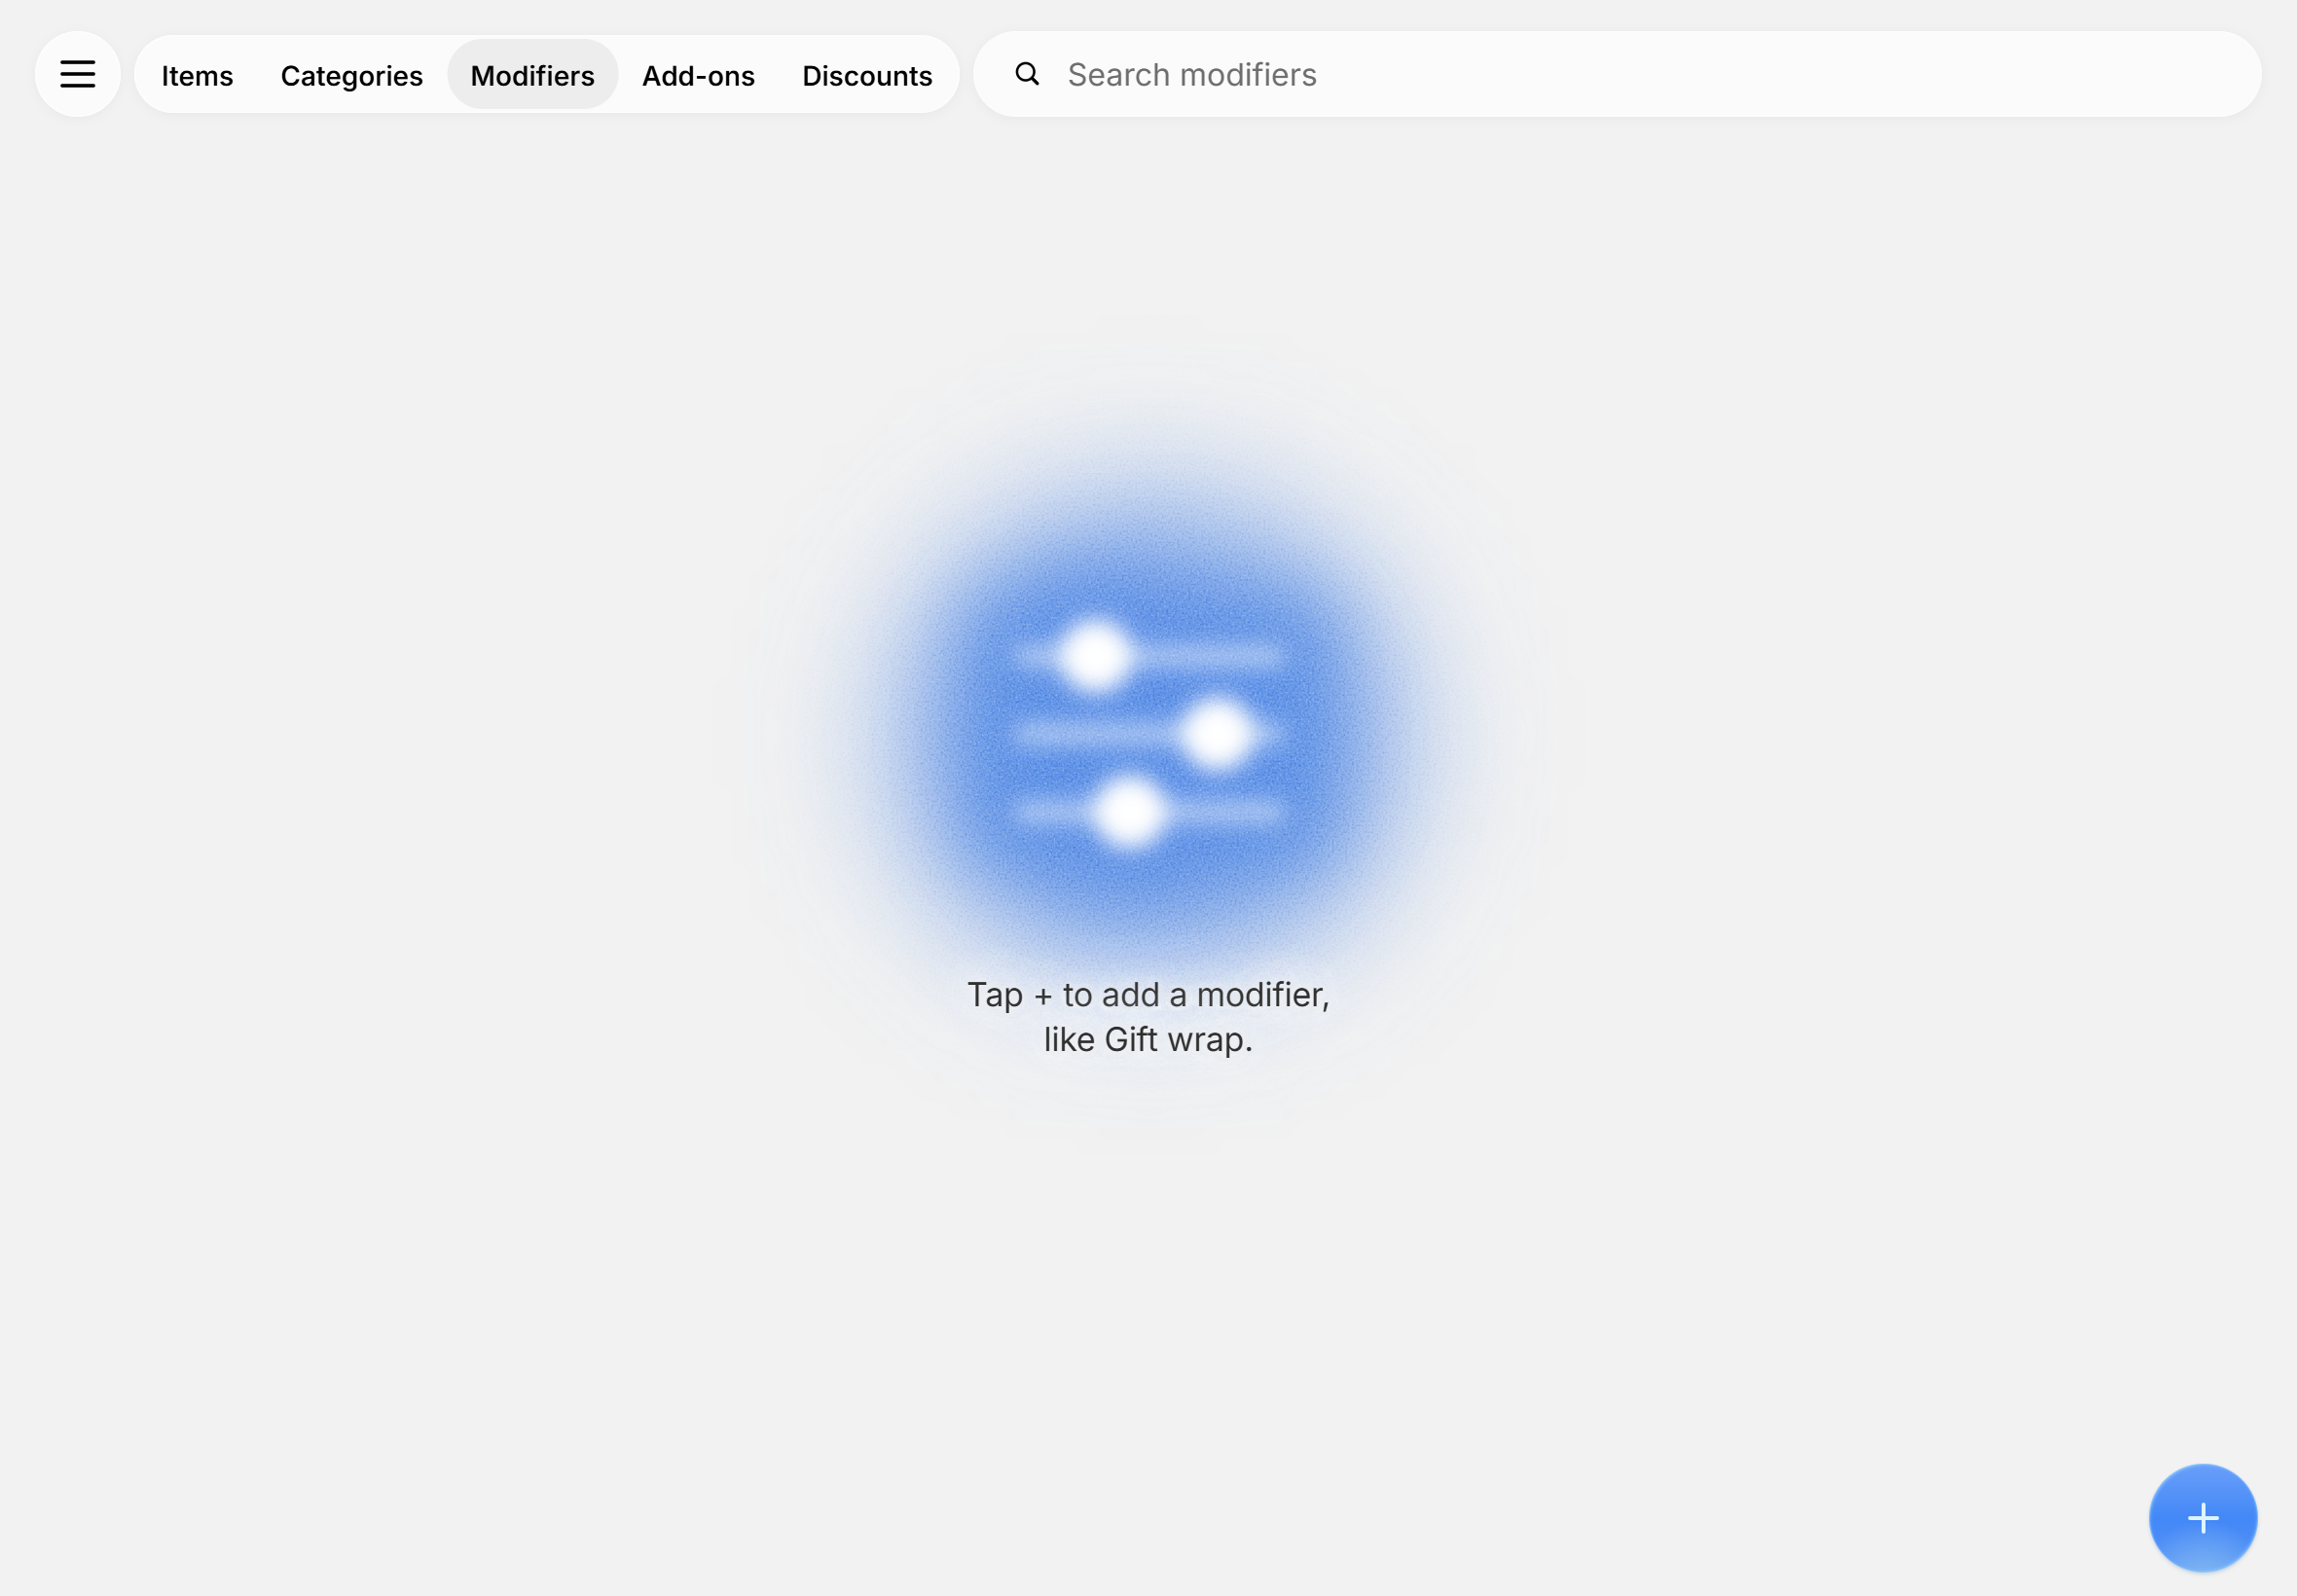 Items
Categories
Modifiers
Add-ons
Discounts
Search modifiers
Tap + to add a modifier,
like Gift wrap.